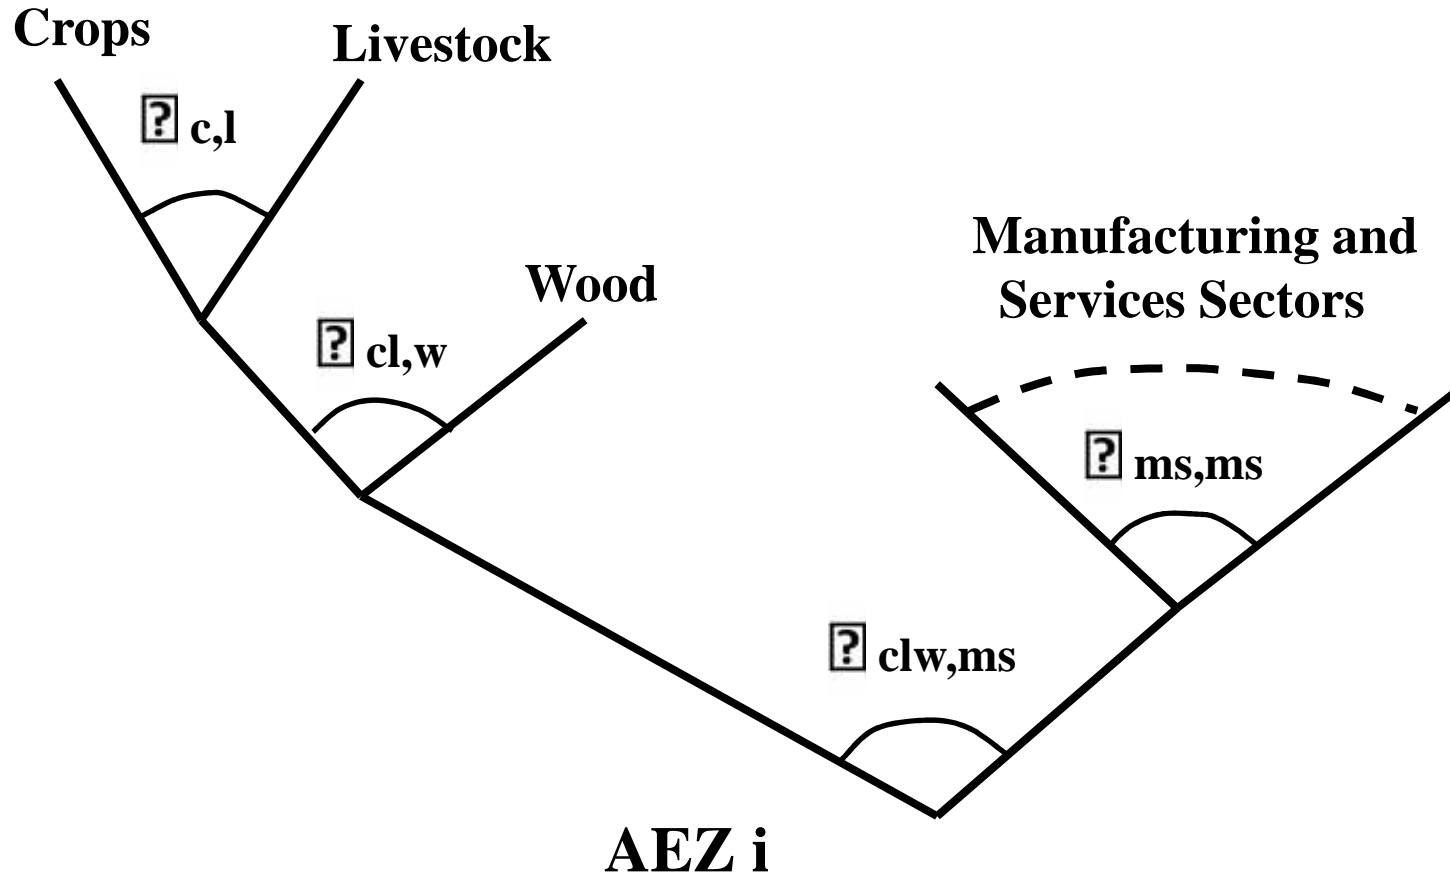 Crops
Livestock
? c,l
Wood
? cl,w
Manufacturing and
Services Sectors
? ms,ms
? clw,ms
AEZ i